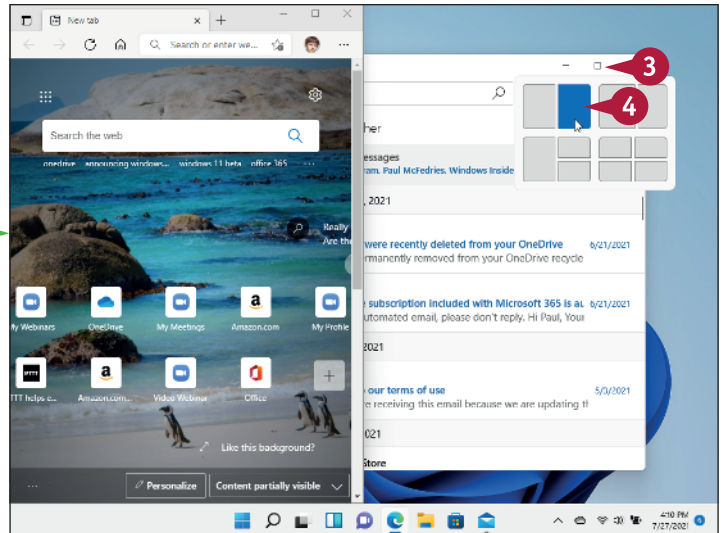 New tab
Search or enter we...
3
4
Search the web
onedrive announcing windows... windows 11 beta office 365 ...
her
essages
ram, Paul McFedries, Windows Inside
, 2021
Really
Are the
were recently deleted from your OneDrive 6/21/2021
rmanently removed from your OneDrive recycle
subscription included with Microsoft 365 is au 6/21/2021
utomated email, please don't reply. Hi Paul, Your
My Webinars OneDrive My Meetings Amazon.com My Profile
2021
IFTTT
TTT helps e... Amazon.com... Video Webinar Office
our terms of use 5/3/2021
e receiving this email because we are updating th
021
Like this background?
Store
Personalize Content partially visible
4:10 PM
7/27/2021